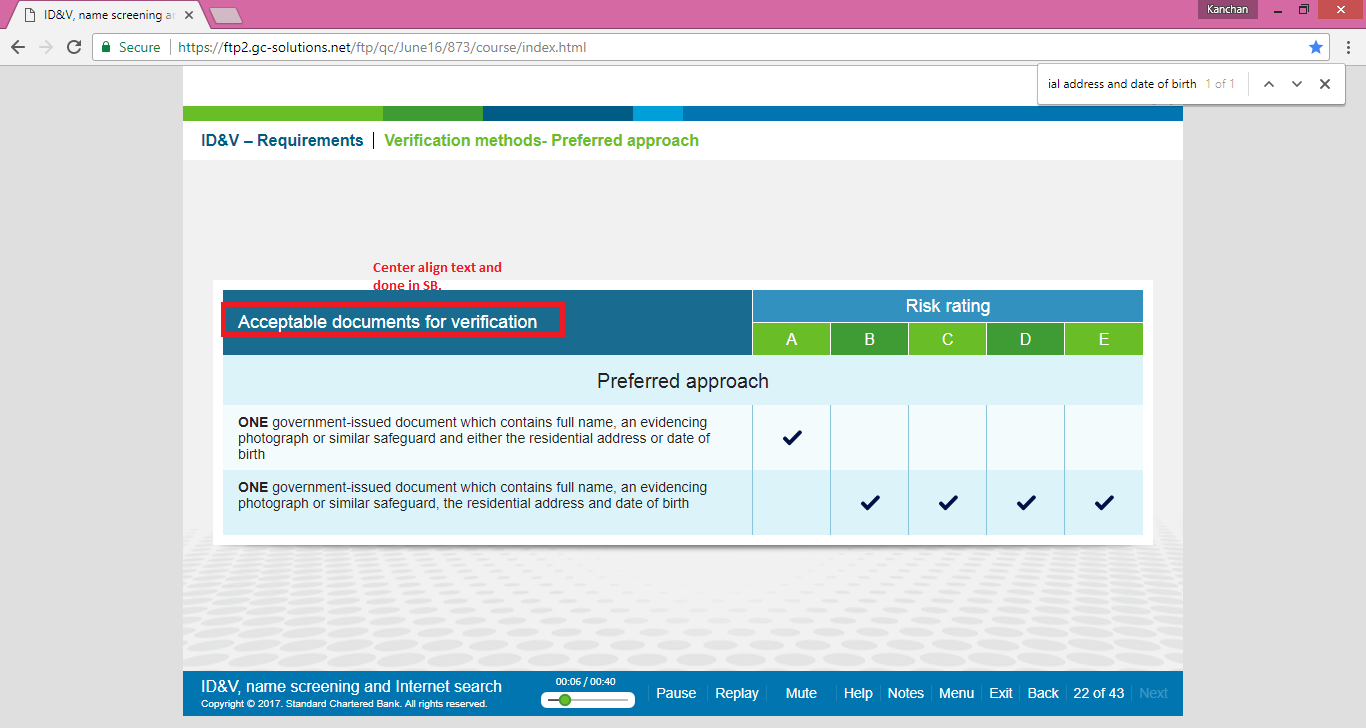 ID&V, name screening ar
Kanchan
Secure
https://ftp2.gc-solutions.net/ftp/qc/June16/873/course/index.html
ial address and date of birth 1 of 1
ID&V – Requirements | Verification methods- Preferred approach
Center align text and
done in SB.
Acceptable documents for verification
Risk rating
A B C D E
Preferred approach
ONE government-issued document which contains full name, an evidencing
photograph or similar safeguard and either the residential address or date of
birth
ONE government-issued document which contains full name, an evidencing
photograph or similar safeguard, the residential address and date of birth
ID&V, name screening and Internet search
Copyright © 2017. Standard Chartered Bank. All rights reserved.
00:06 / 00:40
Pause Replay Mute Help Notes Menu Exit Back 22 of 43 Next